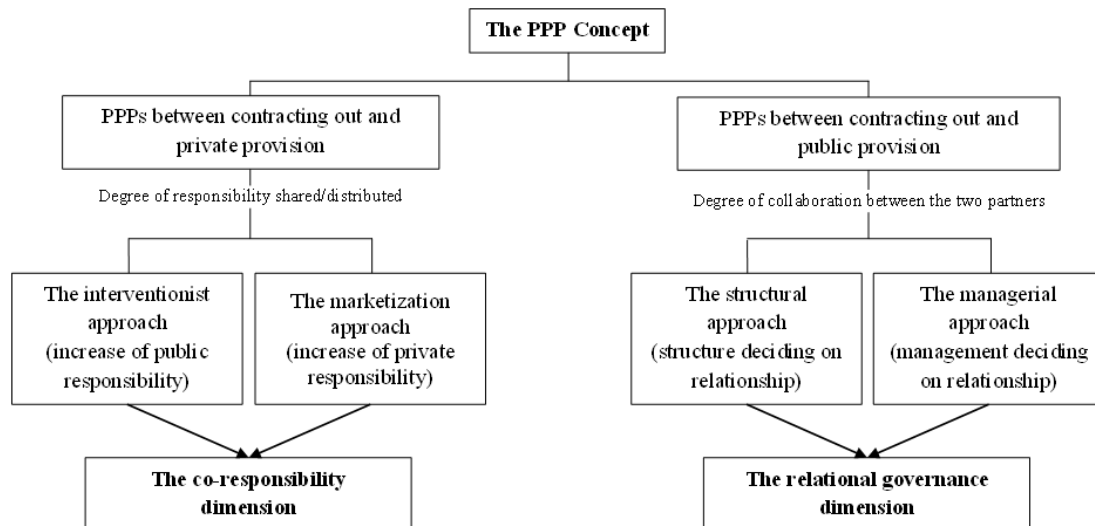 The PPP Concept
PPPs between contracting out and
private provision
PPPs between contracting out and
public provision
Degree of responsibility shared/distributed
Degree of collaboration between the two partners
The interventionist
approach
(increase of public
responsibility)
The marketization
approach
(increase of private
responsibility)
The structural
approach
(structure deciding on
relationship)
The managerial
approach
(management deciding
on relationship)
The co-responsibility
dimension
The relational governance
dimension